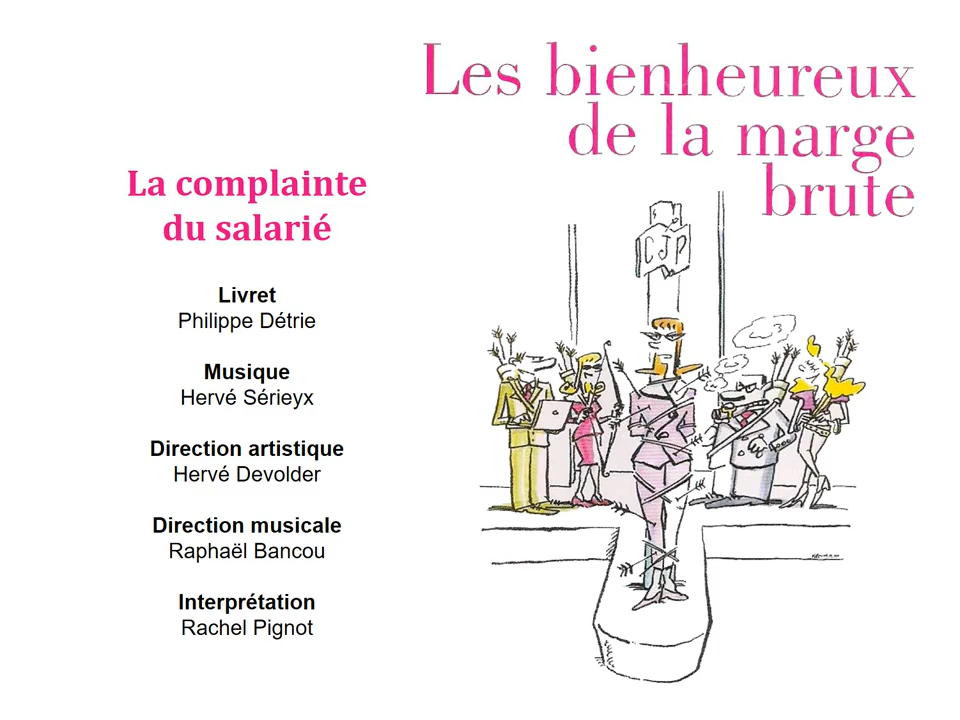 Les bienheureux
de la marge
brute
La complainte
du salarié
Livret
Philippe Détrie
Musique
Hervé Sérieyx
Direction artistique
Hervé Devolder
Direction musicale
Raphaël Bancou
Interprétation
Rachel Pignot
CJP